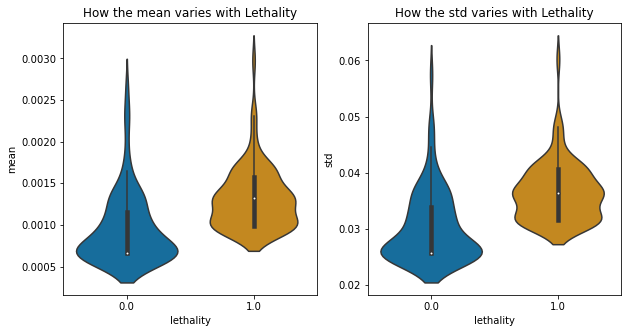 How the mean varies with Lethality
How the std varies with Lethality
0.0030
0.0025
0.0020
0.0015
0.0010
0.0005
mean
0.0
1.0
lethality
0.06
0.05
0.04
0.03
0.02
std
0.0
1.0
lethality